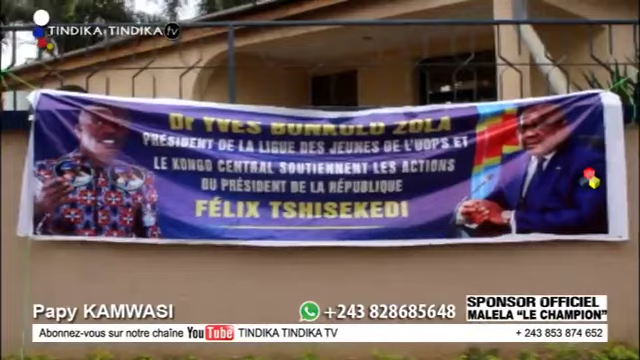 TINDIKA TINDIKA tv
Dr YVES BUNKULU ZOLA
PRÉSIDENT DE LA LIGUE DES JEUNES DE L'UDPS ET
LE KONGO CENTRAL SOUTIENNENT LES ACTIONS
DU PRÉSIDENT DE LA RÉPUBLIQUE
FÉLIX TSHISEKEDI
Papy KAMWASI
+243 828685648
SPONSOR OFFICIEL
MALELA "LE CHAMPION"
Abonnez-vous sur notre chaîne YouTube TINDIKA TINDIKA TV
+ 243 853 874 652